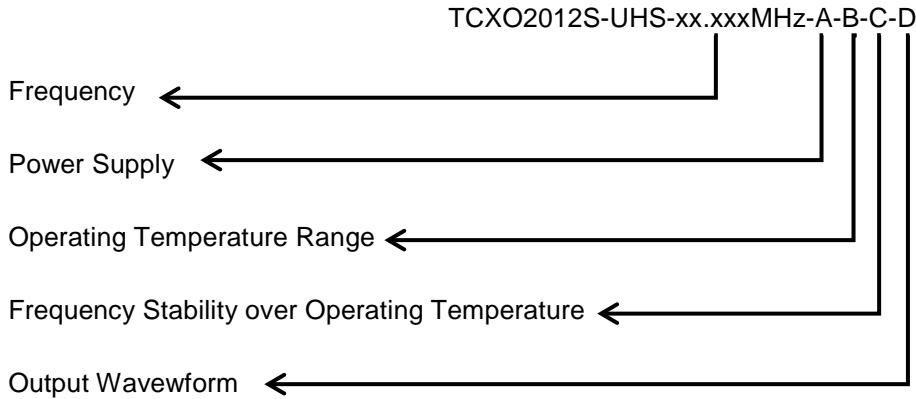 TCXO2012S-UHS-xx.xxxMHz-A-B-C-D
Frequency
Power Supply
Operating Temperature Range
Frequency Stability over Operating Temperature
Output Wavewform